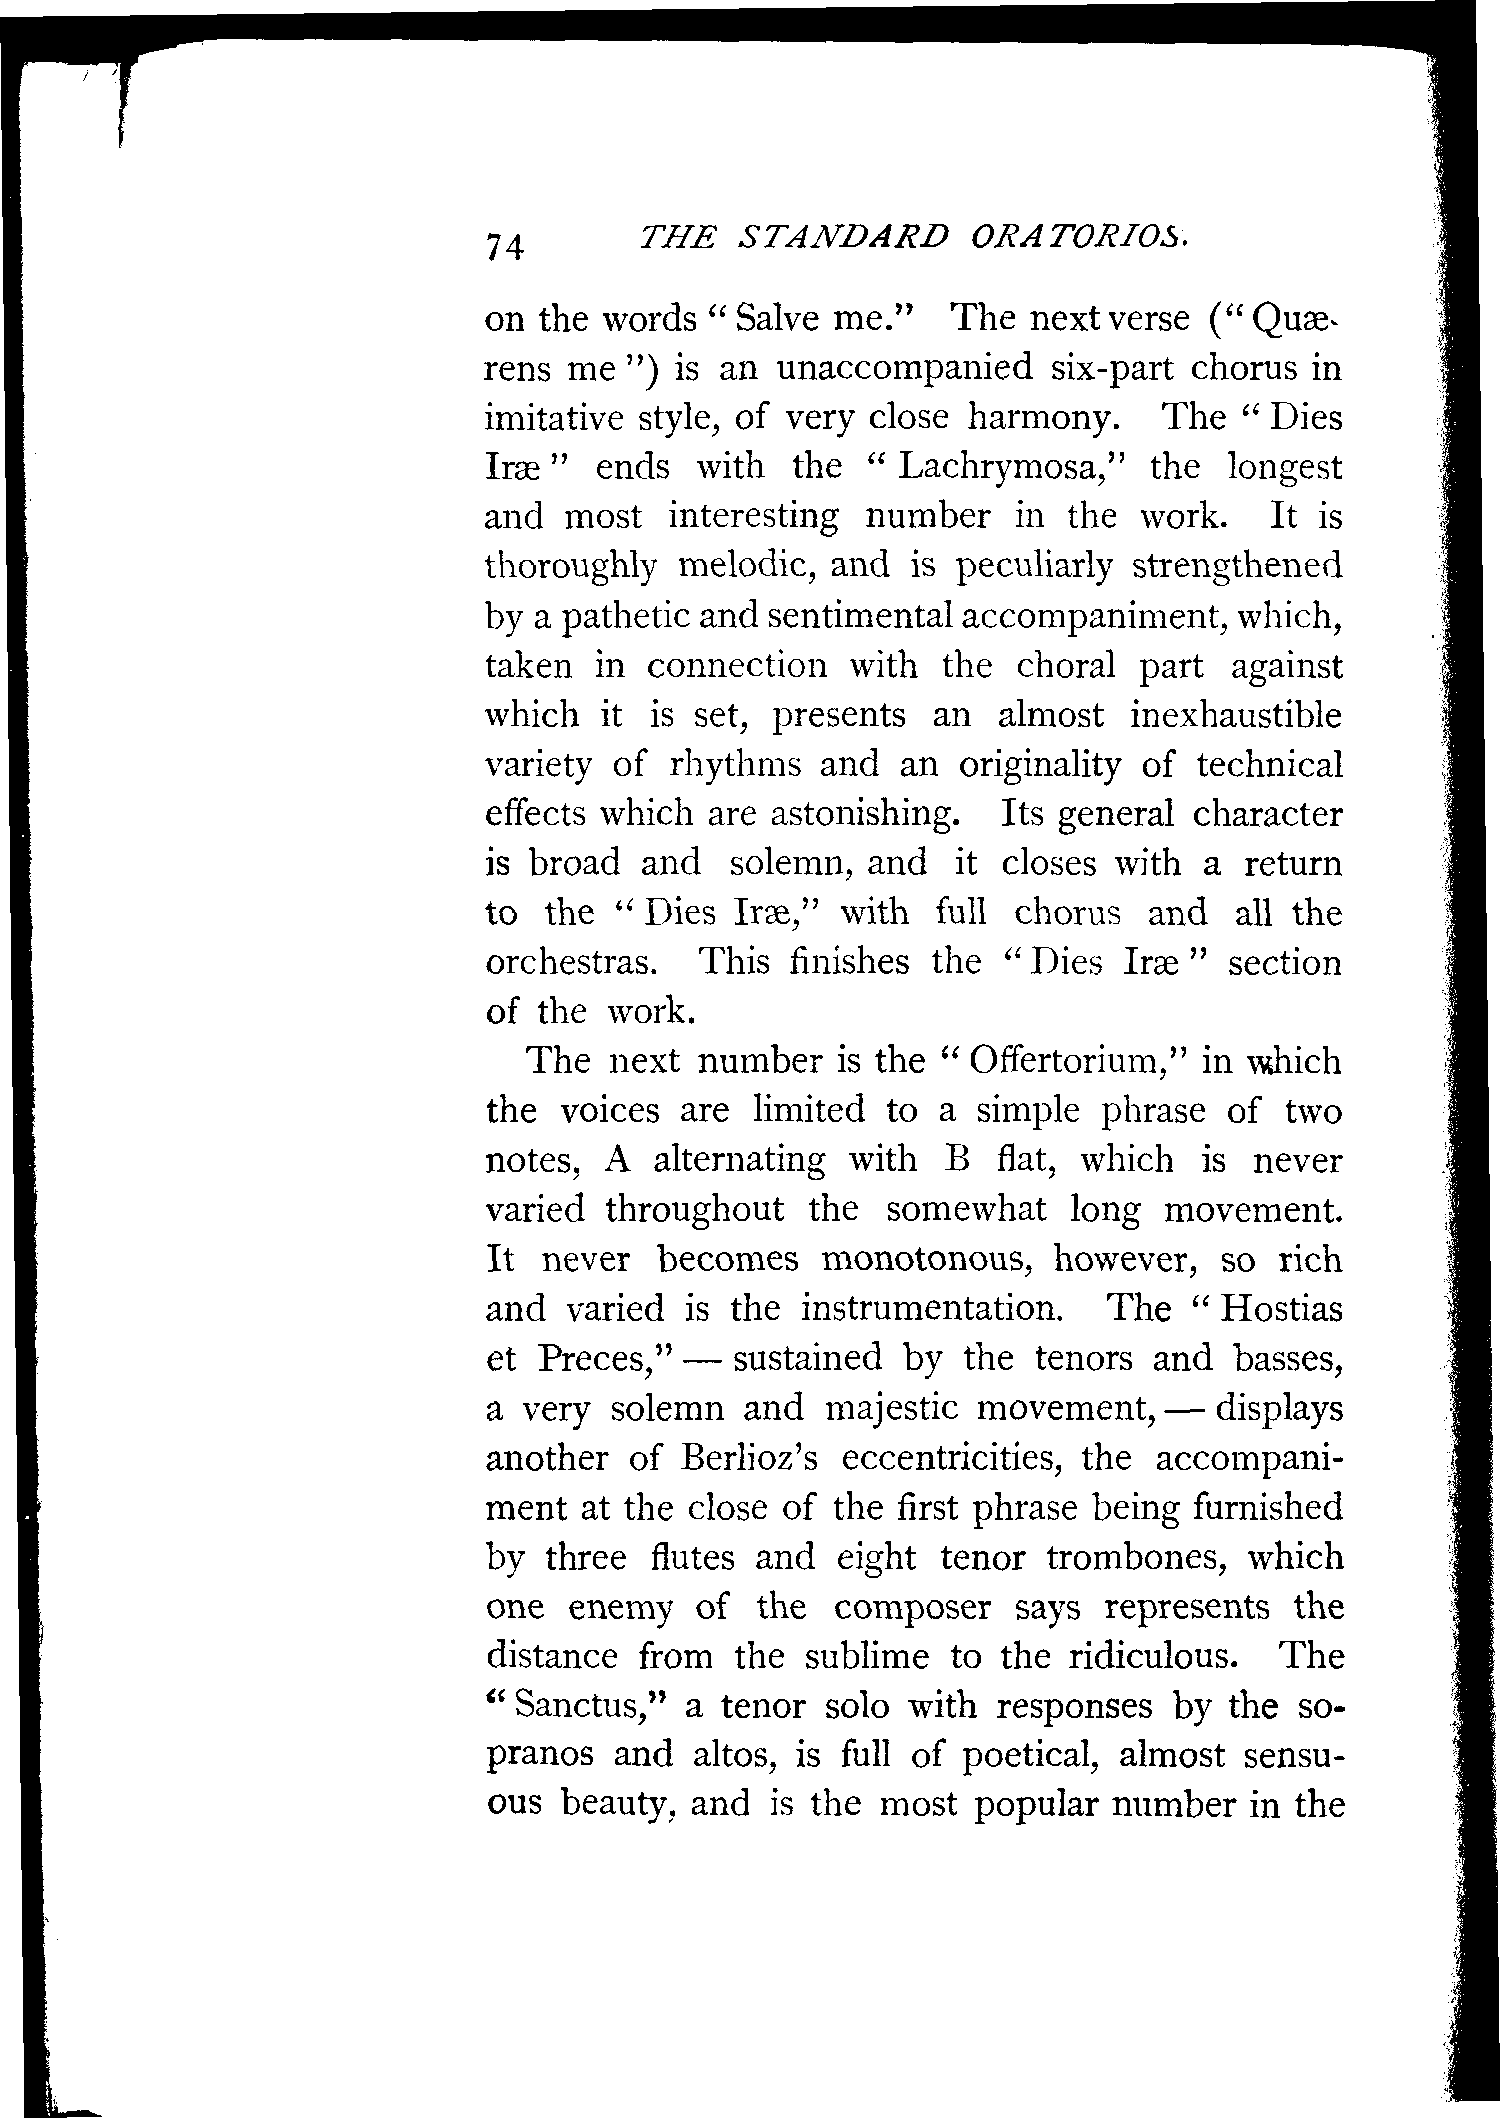 74 THE STANDARD ORATORIOS.
on the words “ Salve me.” The next verse (“ Quæ-
rens me ”) is an unaccompanied six-part chorus in
imitative style, of very close harmony. The “ Dies
Iræ ” ends with the “ Lachrymosa,” the longest
and most interesting number in the work. It is
thoroughly melodic, and is peculiarly strengthened
by a pathetic and sentimental accompaniment, which,
taken in connection with the choral part against
which it is set, presents an almost inexhaustible
variety of rhythms and an originality of technical
effects which are astonishing. Its general character
is broad and solemn, and it closes with a return
to the “ Dies Iræ,” with full chorus and all the
orchestras. This finishes the “ Dies Iræ ” section
of the work.
The next number is the “ Offertorium,” in which
the voices are limited to a simple phrase of two
notes, A alternating with B flat, which is never
varied throughout the somewhat long movement.
It never becomes monotonous, however, so rich
and varied is the instrumentation. The “ Hostias
et Preces,” — sustained by the tenors and basses,
a very solemn and majestic movement, — displays
another of Berlioz’s eccentricities, the accompani-
ment at the close of the first phrase being furnished
by three flutes and eight tenor trombones, which
one enemy of the composer says represents the
distance from the sublime to the ridiculous. The
“ Sanctus,” a tenor solo with responses by the so-
pranos and altos, is full of poetical, almost sensu-
ous beauty, and is the most popular number in the